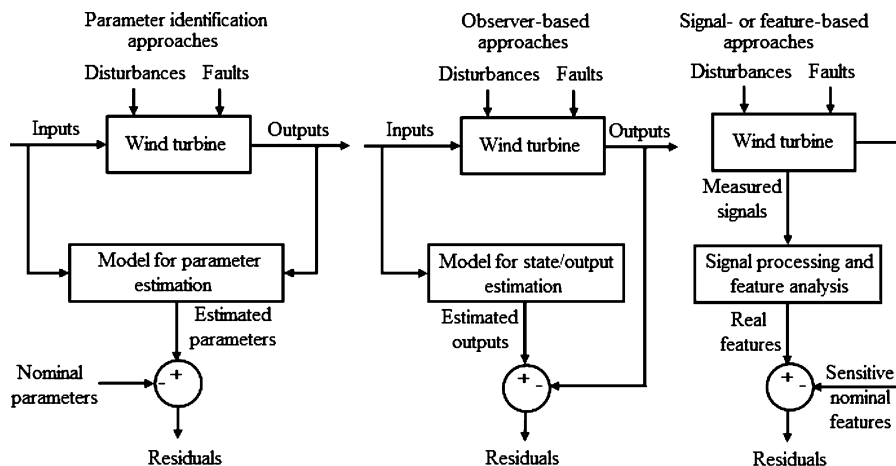 Parameter identification
approaches
Disturbances
Faults
Inputs
Wind turbine
Outputs
Model for parameter
estimation
Estimated
parameters
Nominal
parameters
-
+
Residuals
Observer-based
approaches
Disturbances
Faults
Inputs
Wind turbine
Outputs
Model for state/output
estimation
Estimated
outputs
+
-
Residuals
Signal- or feature-based
approaches
Disturbances
Faults
Wind turbine
Measured
signals
Signal processing and
feature analysis
Real
features
+
-
Sensitive
nominal
features
Residuals